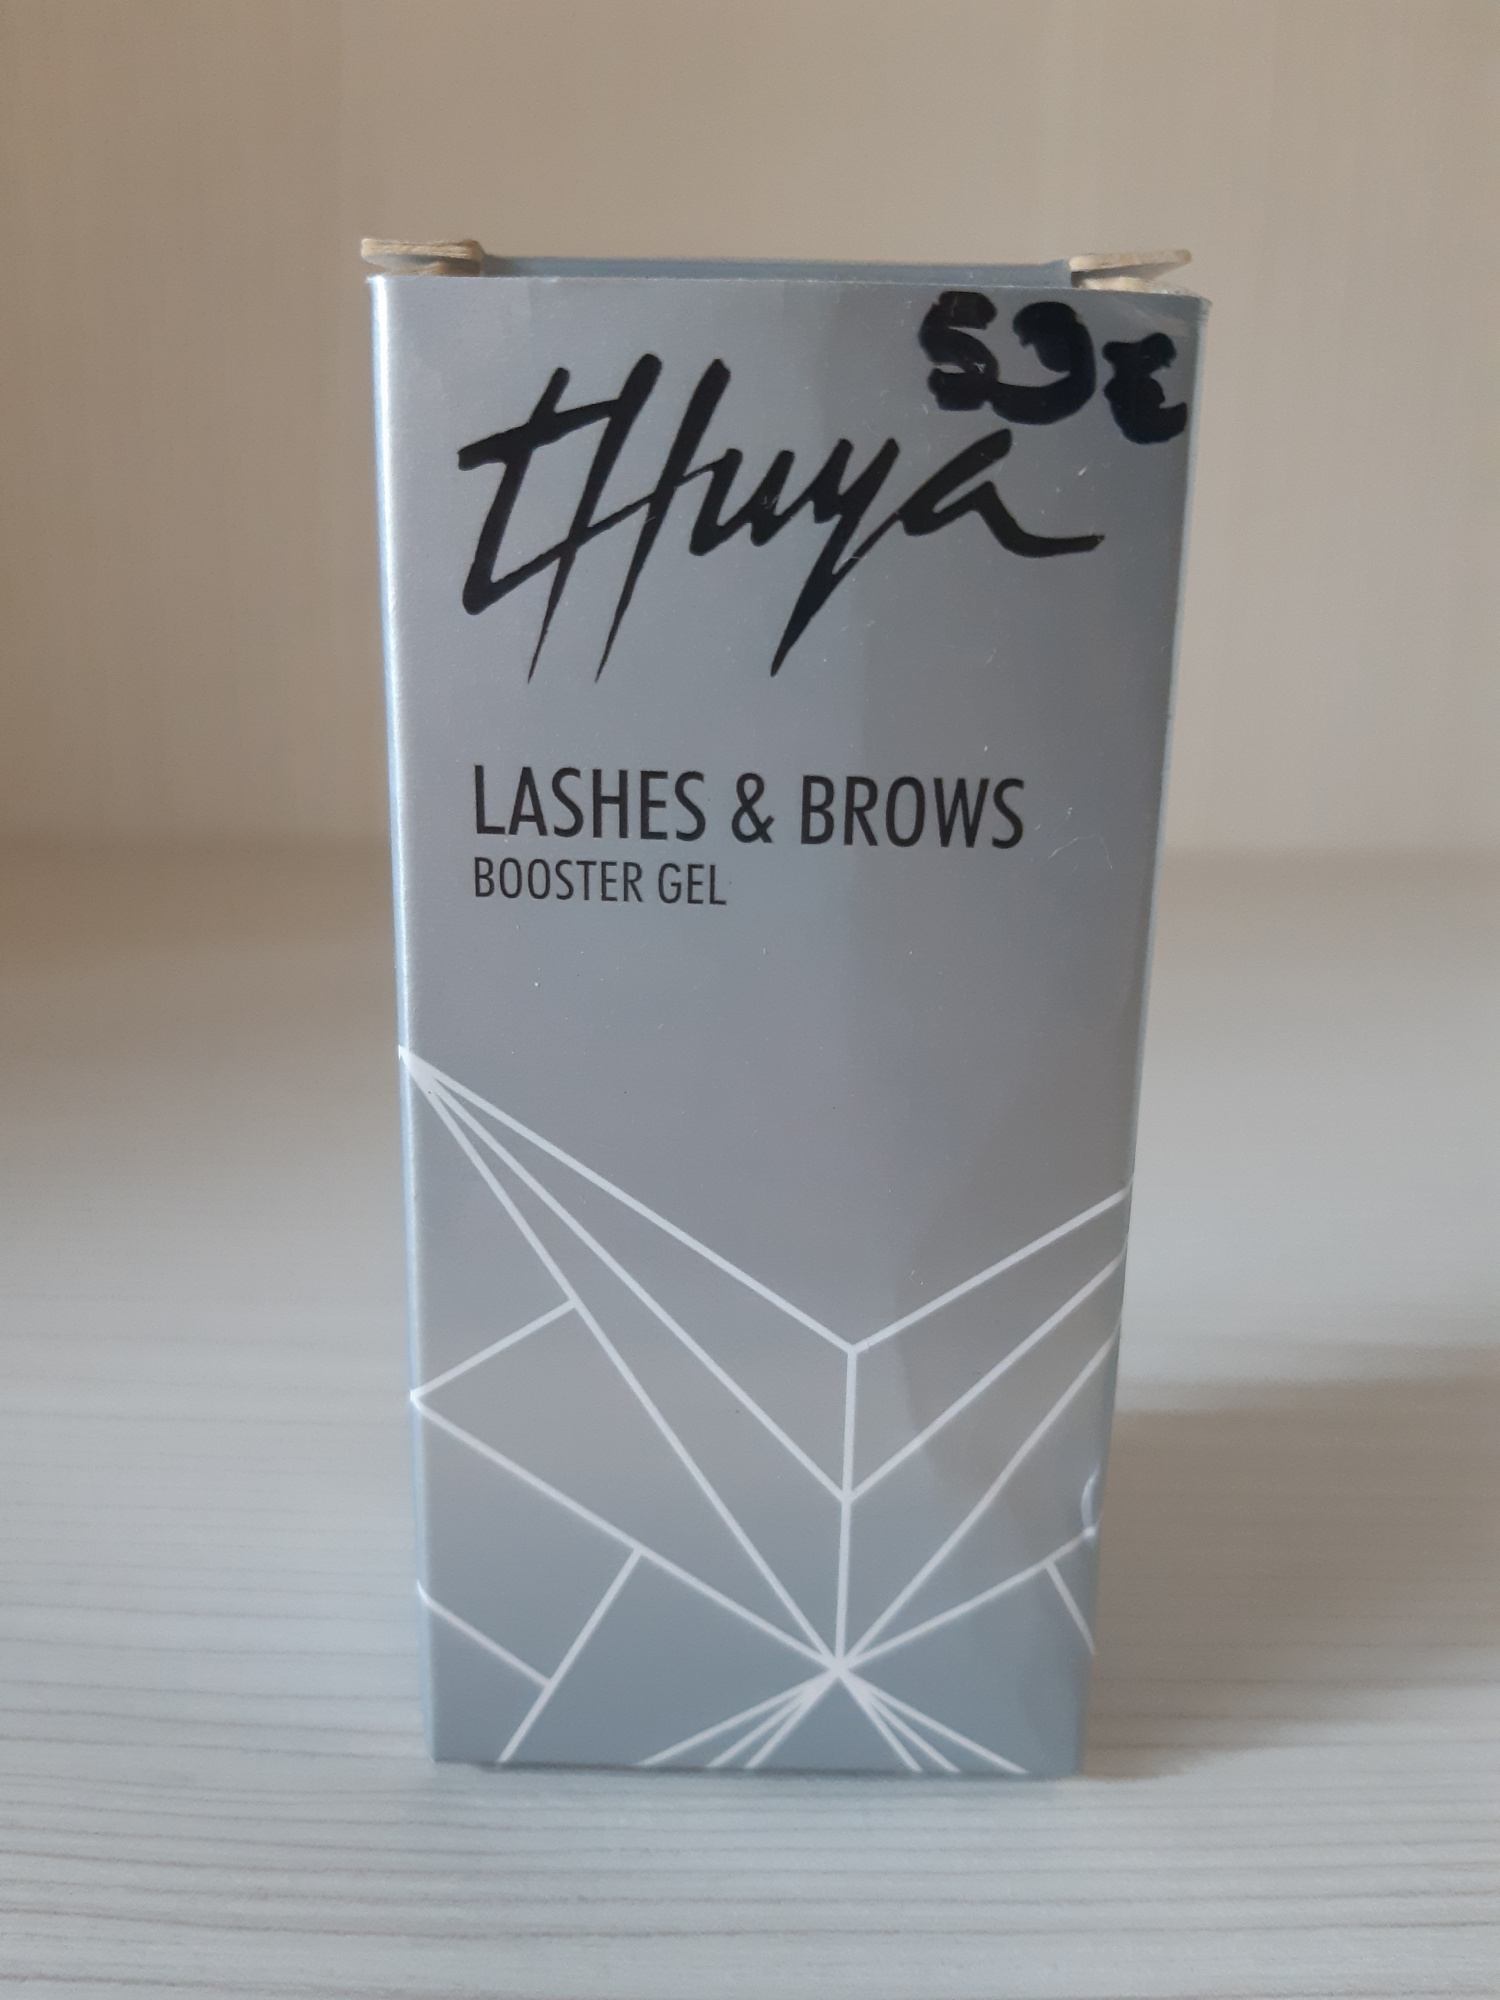 59€
tHuya
LASHES & BROWS
BOOSTER GEL